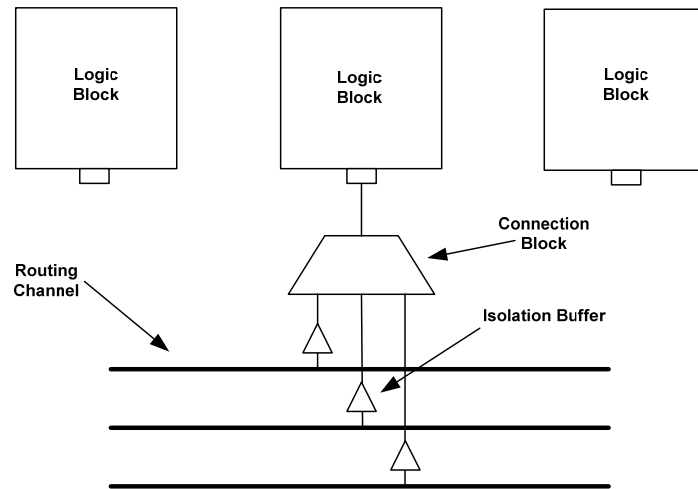 Logic
Block
Logic
Block
Logic
Block
Connection
Block
Routing
Channel
Isolation Buffer